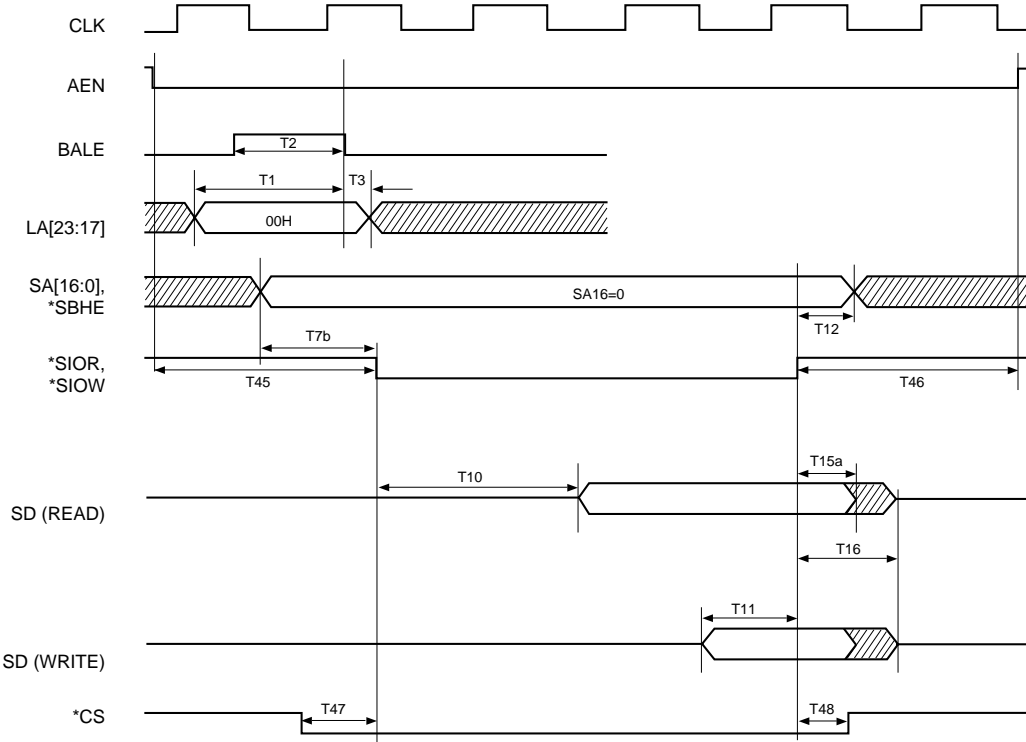 CLK
AEN
BALE
T2
T1
T3
LA[23:17]
00H
SA[16:0],
*SBHE
SA16=0
T12
T7b
*SIOR,
*SIOW
T45
T46
T15a
T10
SD (READ)
T16
T11
SD (WRITE)
*CS
T47
T48